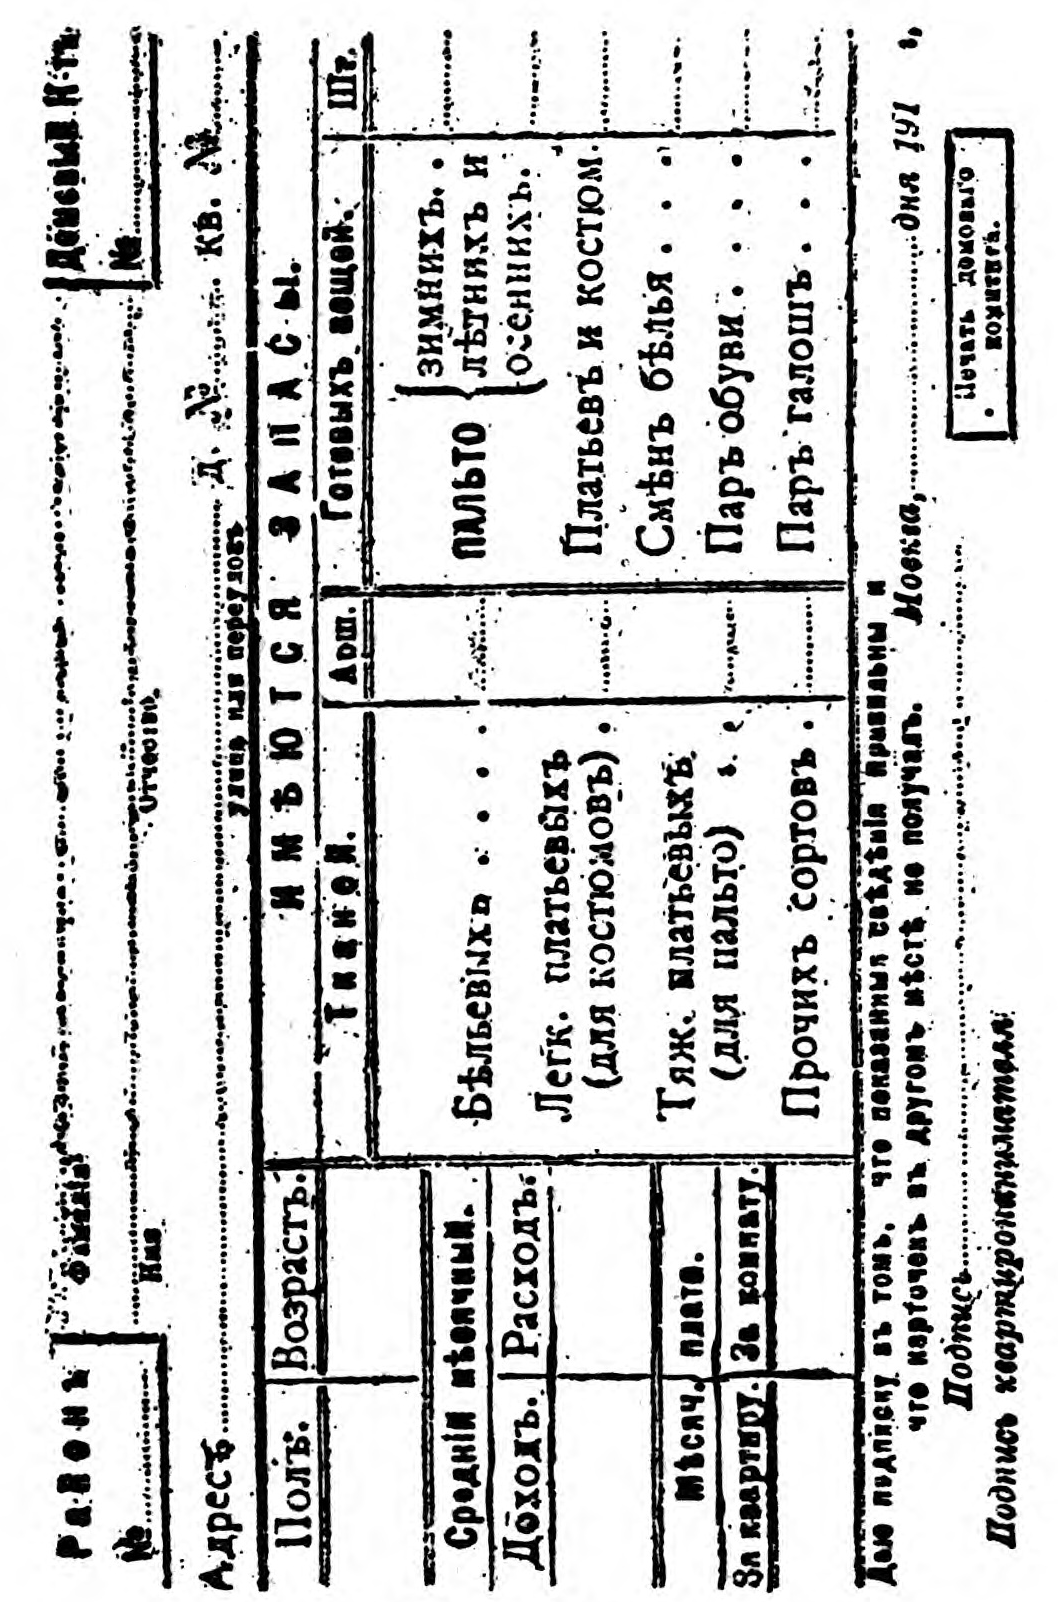 Раіонъ
№
Фамилія
Домовый К-тъ
№
Имя
Отчество
Адресъ д. № кв. №
улица или переулокъ
Полъ. Возрастъ.
ИМѢЮТСЯ ЗАПАСЫ.
Тканой. Арш. Готовыхъ вещой. Шт.
Средній мѣсячный.
Доходъ. Расходъ.
Мѣсяч. плата.
За квартиру. За комнату.
Бѣльевыхъ . . . .
Легк. платьевыхъ
(для костюмовъ) .
Тяж. платьевыхъ
(для пальто) . .
Прочихъ сортовъ .
ПАЛЬТО
зимнихъ. .
лѣтнихъ и
осеннихъ.
Платьевъ и костюм.
Смѣнъ бѣлья . . .
Паръ обуви . . . .
Паръ галошъ . . .
Даю подписку въ томъ, что показанныя свѣдѣнія правильны и
что карточекъ въ другомъ мѣстѣ не получалъ. Москва, дня 191 г,
Подпись
Печать домоваго
комитета.
Подпись квартиронанимателя